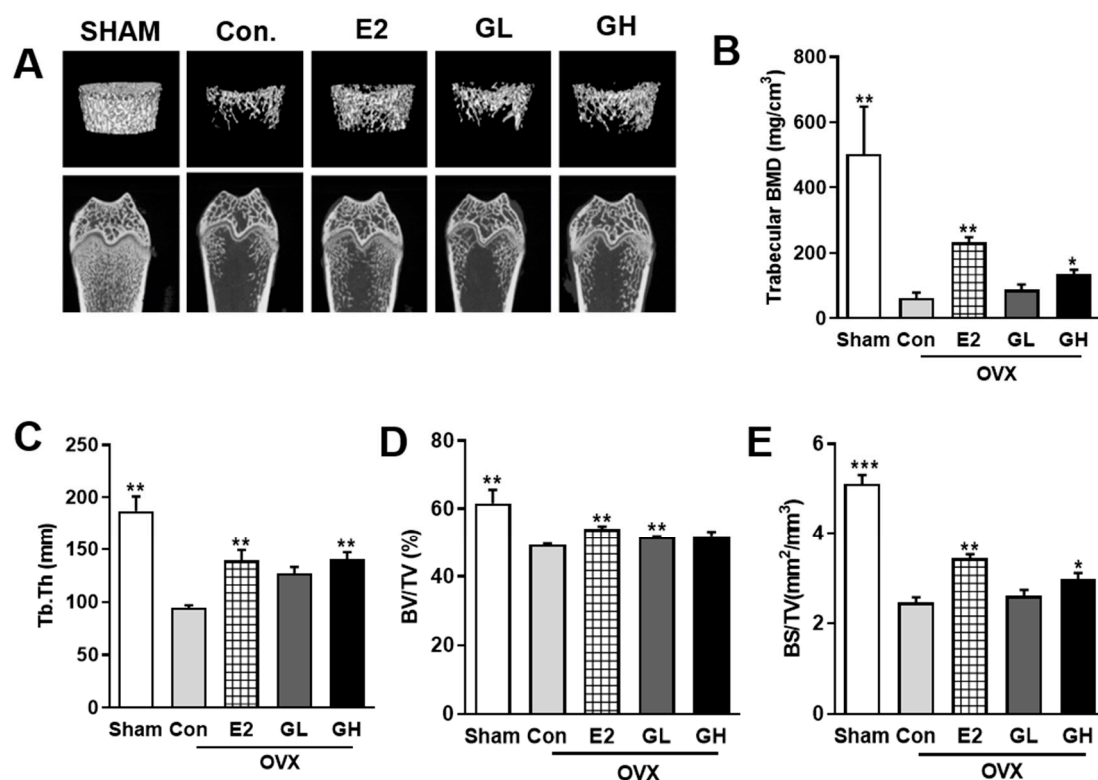 SHAM Con. E2 GL GH
A
B
Trabecular BMD (mg/cm³)
800
600
400
200
0
**
**
*
Sham Con E2 GL GH
OVX
C
Tb.Th (mm)
250
200
150
100
50
0
**
**
**
Sham Con E2 GL GH
OVX
D
BV/TV (%)
80
60
40
20
0
**
**
**
Sham Con E2 GL GH
OVX
E
BS/TV(mm²/mm³)
6
4
2
0
***
**
*
Sham Con E2 GL GH
OVX